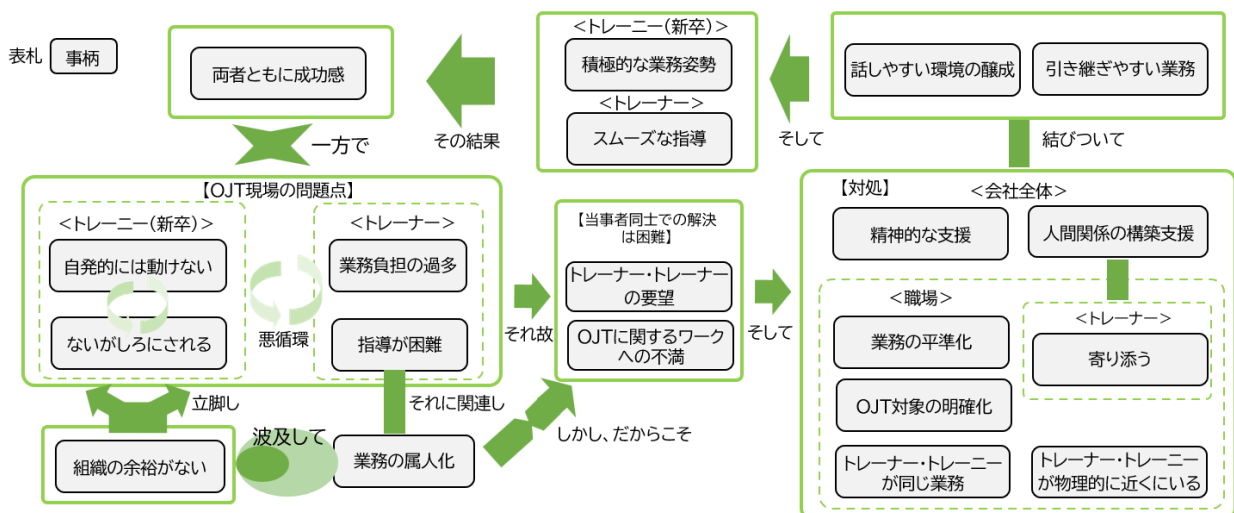 表札
事柄
両者ともに成功感
その結果
<トレーニー(新卒)>
積極的な業務姿勢
<トレーナー>
スムーズな指導
そして
話しやすい環境の醸成
引き継ぎやすい業務
結びついて
一方で
【OJT現場の問題点】
<トレーニー(新卒)>
自発的には動けない
ないがしろにされる
悪循環
<トレーナー>
業務負担の過多
指導が困難
それ故
【当事者同士での解決
は困難】
トレーナー・トレーナー
の要望
OJTに関するワーク
への不満
そして
【対処】
<会社全体>
精神的な支援
人間関係の構築支援
<職場>
業務の平準化
OJT対象の明確化
トレーナー・トレーニー
が同じ業務
<トレーナー>
寄り添う
トレーナー・トレーニー
が物理的に近くにいる
立脚し
それに関連し
しかし、だからこそ
組織の余裕がない
波及して
業務の属人化